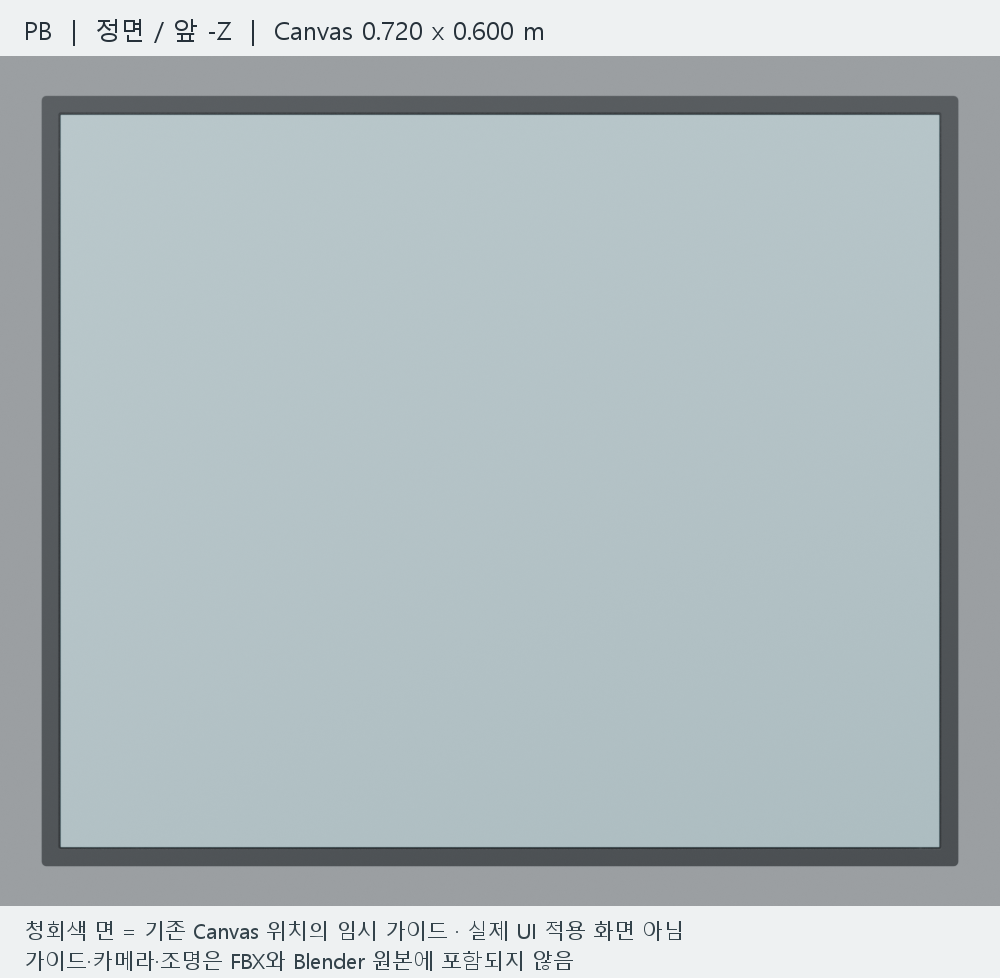 PB | 정면 / 앞 -Z | Canvas 0.720 x 0.600 m
청회색 면 = 기존 Canvas 위치의 임시 가이드 · 실제 UI 적용 화면 아님
가이드·카메라·조명은 FBX와 Blender 원본에 포함되지 않음